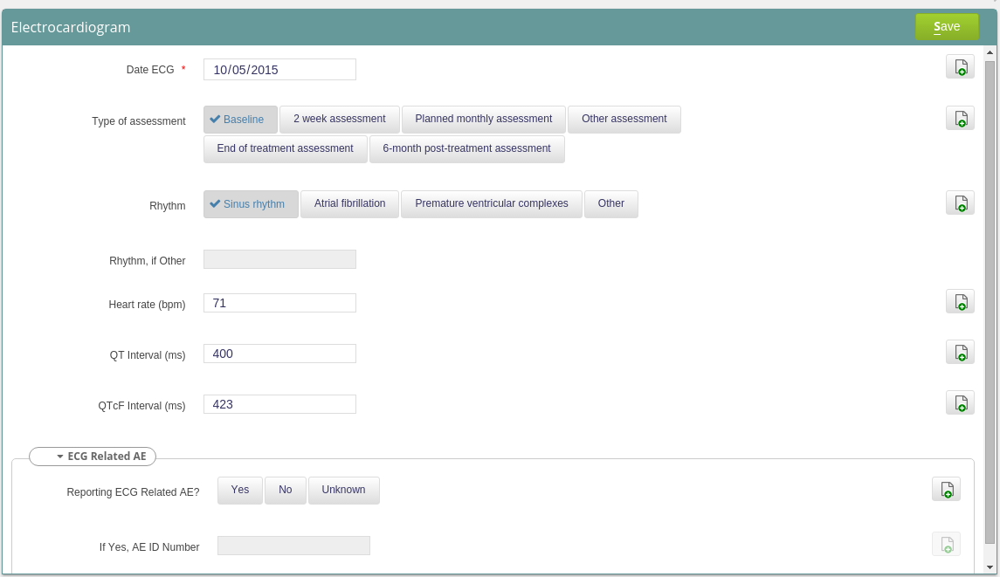 Electrocardiogram Save
Date ECG * 10/05/2015
Type of assessment Baseline 2 week assessment Planned monthly assessment Other assessment
End of treatment assessment 6-month post-treatment assessment
Rhythm Sinus rhythm Atrial fibrillation Premature ventricular complexes Other
Rhythm, if Other
Heart rate (bpm) 71
QT Interval (ms) 400
QTcF Interval (ms) 423
ECG Related AE
Reporting ECG Related AE? Yes No Unknown
If Yes, AE ID Number